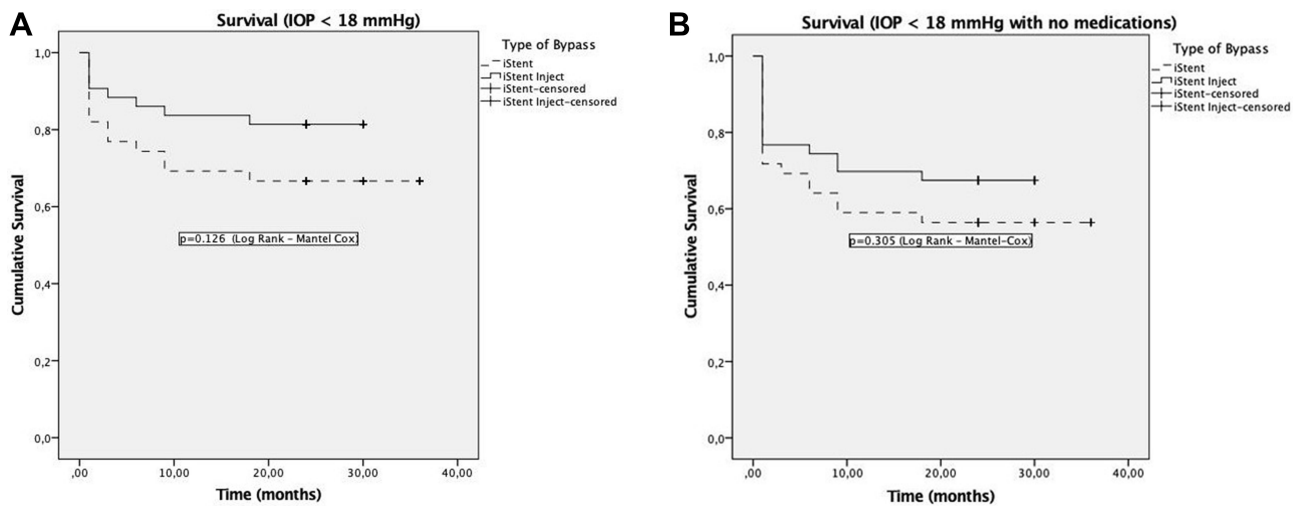 A
Survival (IOP < 18 mmHg)
Type of Bypass
iStent
iStent Inject
iStent-censored
iStent Inject-censored
1,0
0,8
0,6
0,4
0,2
0,0
Cumulative Survival
p=0.126 (Log Rank - Mantel Cox)
,00
10,00
20,00
30,00
40,00
Time (months)
B
Survival (IOP < 18 mmHg with no medications)
Type of Bypass
iStent
iStent Inject
iStent-censored
iStent Inject-censored
1,0
0,8
0,6
0,4
0,2
0,0
Cumulative Survival
p=0.305 (Log Rank - Mantel-Cox)
,00
10,00
20,00
30,00
40,00
Time (months)